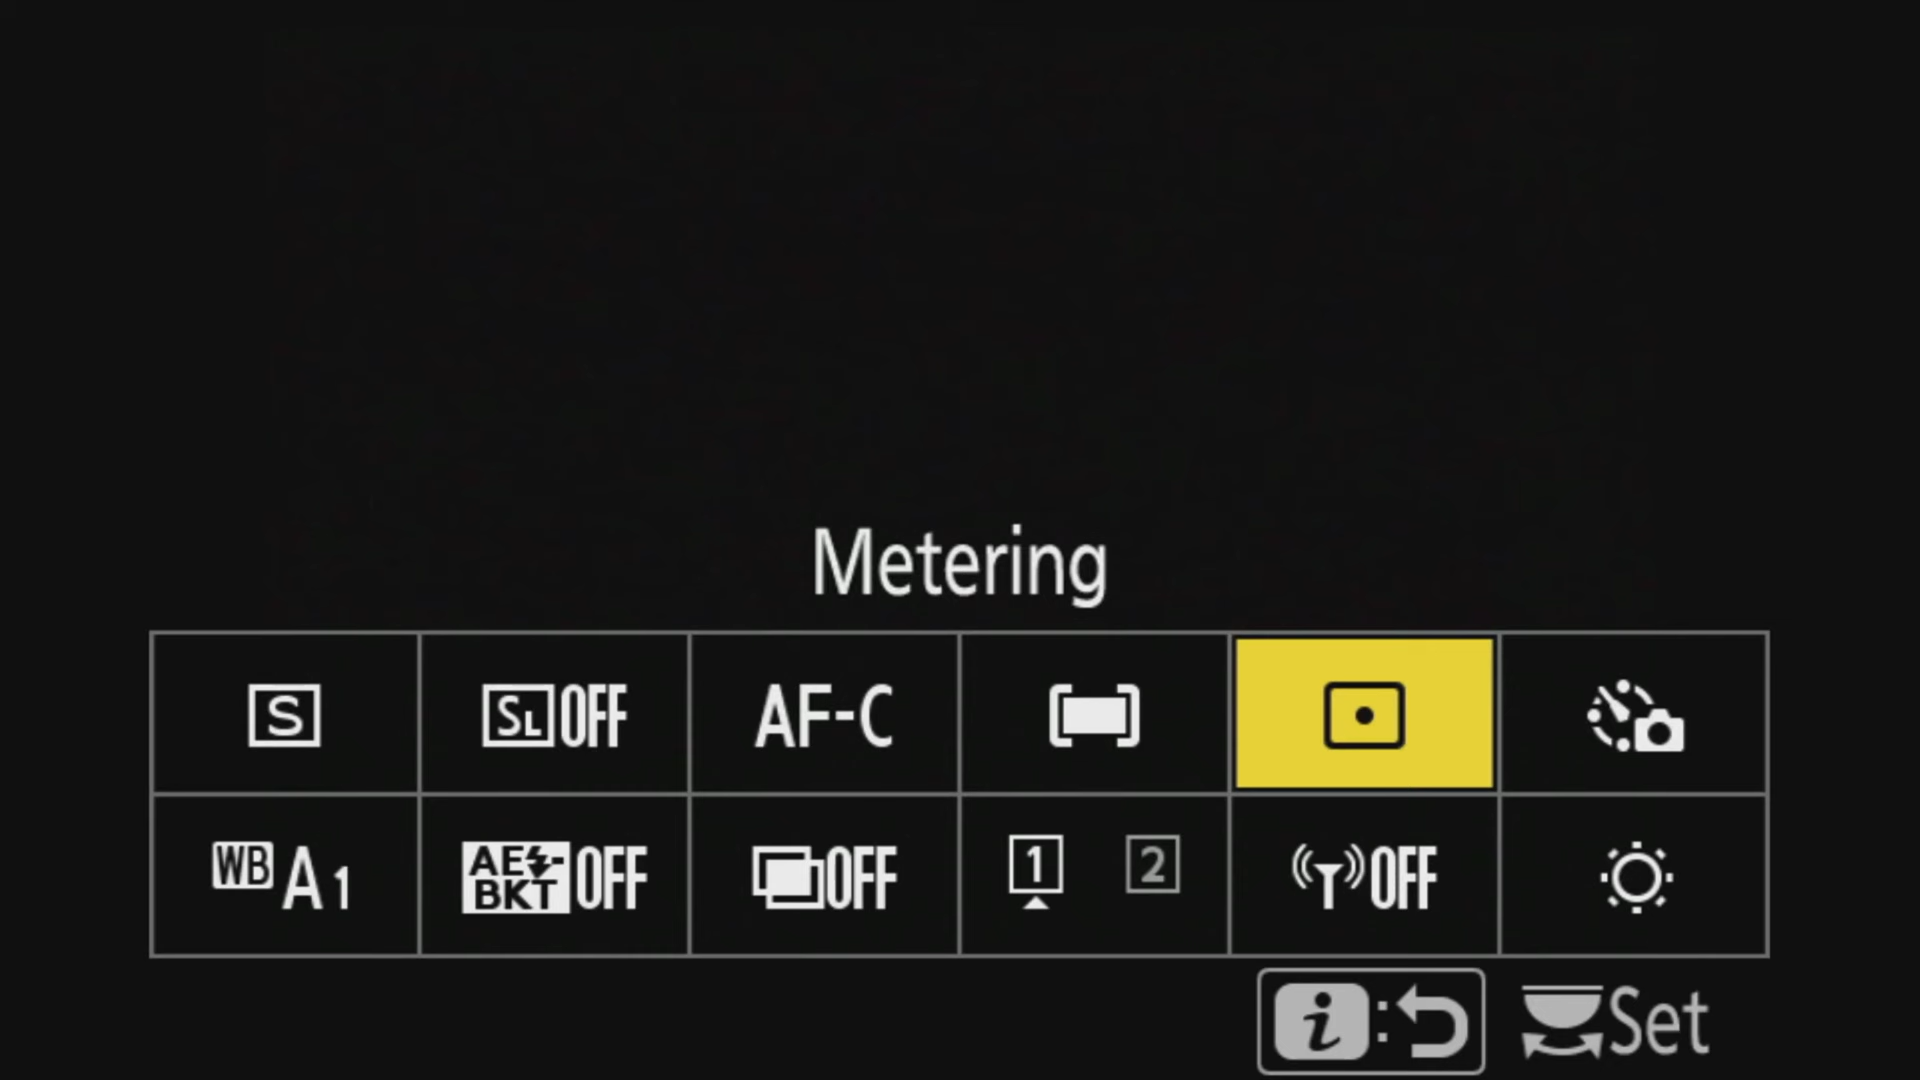 Metering
S SL OFF AF-C
WB A1 AE BKT OFF OFF 1 2 OFF
i : Set